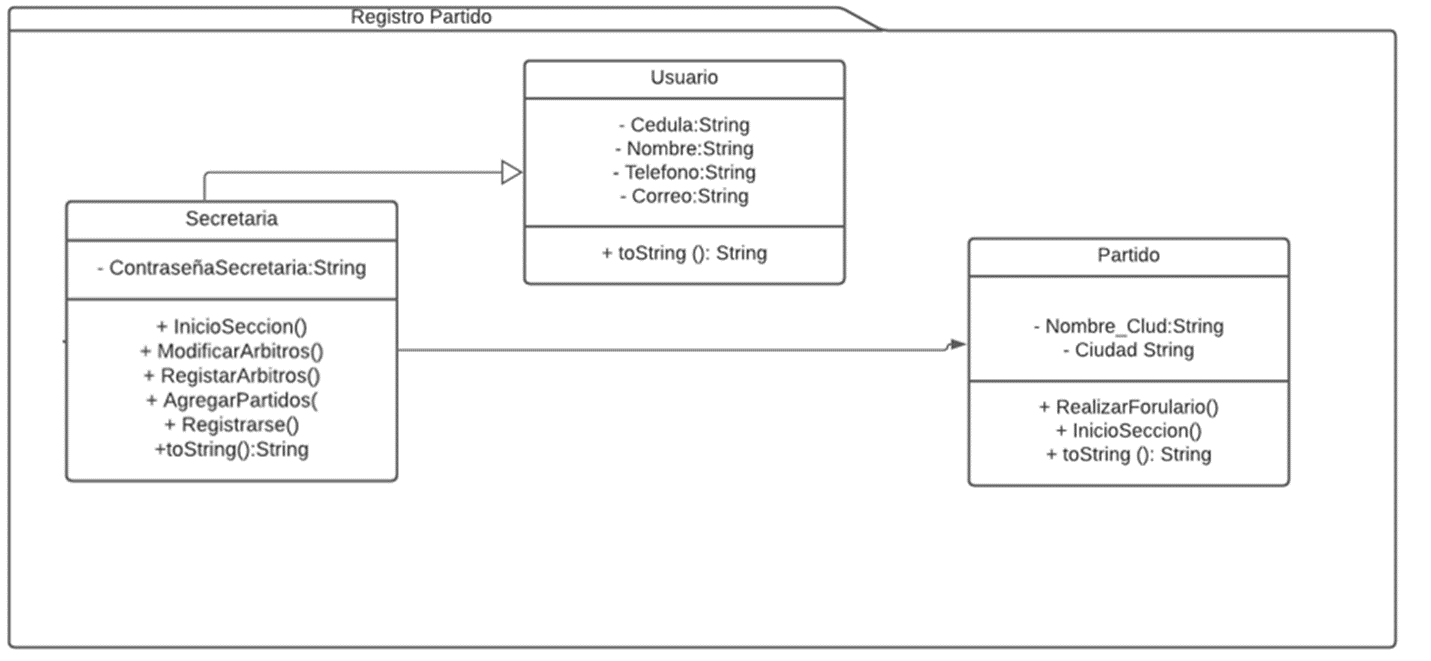 Registro Partido
Usuario
- Cedula:String
- Nombre:String
- Telefono:String
- Correo:String
+ toString (): String
Secretaria
- ContraseñaSecretaria:String
+ InicioSeccion()
+ ModificarArbitros()
+ RegistarArbitros()
+ AgregarPartidos(
+ Registrarse()
+toString():String
Partido
- Nombre_Clud:String
- Ciudad String
+ RealizarForulario()
+ InicioSeccion()
+ toString (): String